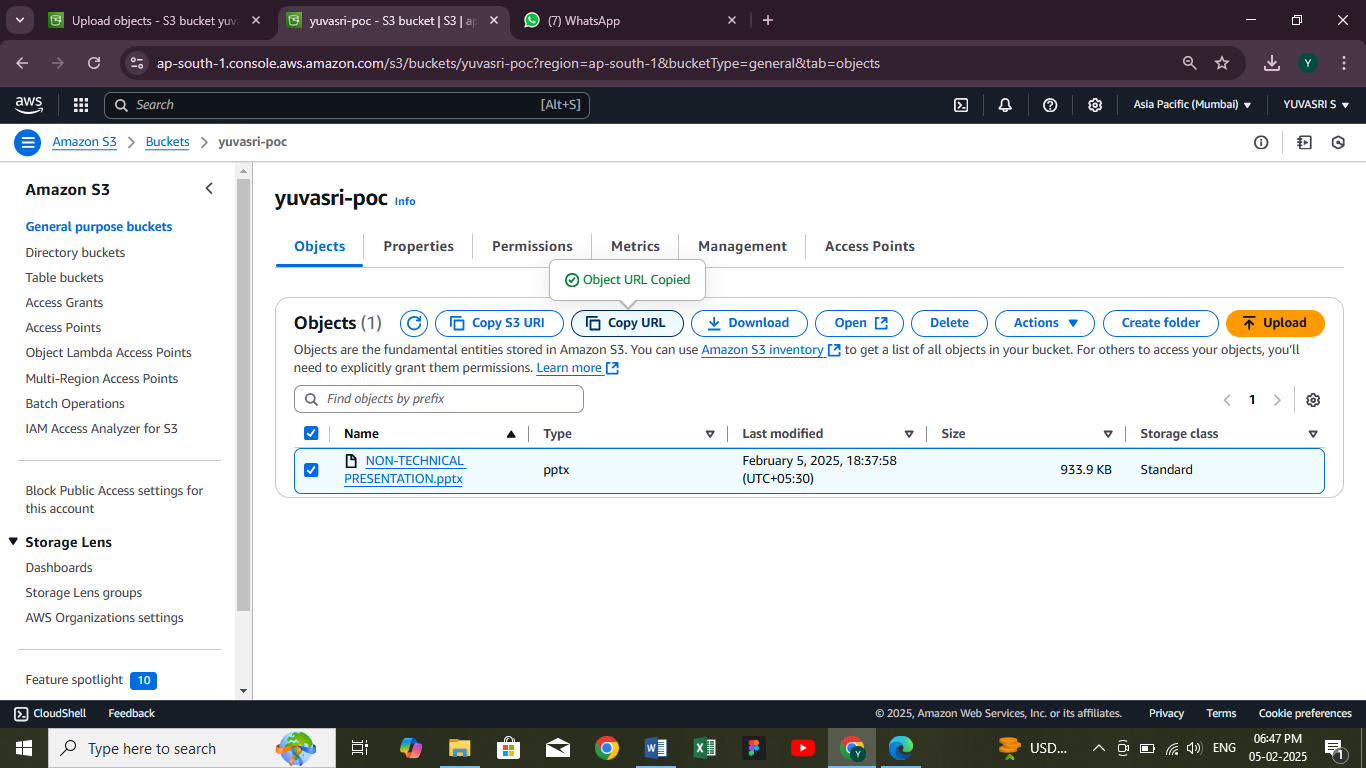 Upload objects - S3 bucket yuva
yuvasri-poc - S3 bucket | S3 | ap
(7) WhatsApp
ap-south-1.console.aws.amazon.com/s3/buckets/yuvasri-poc?region=ap-south-1&bucketType=general&tab=objects
Y
aws
Search
[Alt+S]
Asia Pacific (Mumbai)
YUVASRI S
Amazon S3
Buckets
yuvasri-poc
Amazon S3
General purpose buckets
Directory buckets
Table buckets
Access Grants
Access Points
Object Lambda Access Points
Multi-Region Access Points
Batch Operations
IAM Access Analyzer for S3
Block Public Access settings for
this account
Storage Lens
Dashboards
Storage Lens groups
AWS Organizations settings
Feature spotlight 10
yuvasri-poc Info
Objects
Properties
Permissions
Metrics
Management
Access Points
Object URL Copied
Objects (1)
Copy S3 URI
Copy URL
Download
Open
Delete
Actions
Create folder
Upload
Objects are the fundamental entities stored in Amazon S3. You can use Amazon S3 inventory to get a list of all objects in your bucket. For others to access your objects, you'll
need to explicitly grant them permissions. Learn more
Find objects by prefix
1
Name
Type
Last modified
Size
Storage class
NON-TECHNICAL
PRESENTATION.pptx
pptx
February 5, 2025, 18:37:58
(UTC+05:30)
933.9 KB
Standard
CloudShell
Feedback
© 2025, Amazon Web Services, Inc. or its affiliates.
Privacy
Terms
Cookie preferences
Type here to search
USD...
ENG
06:47 PM
05-02-2025
1